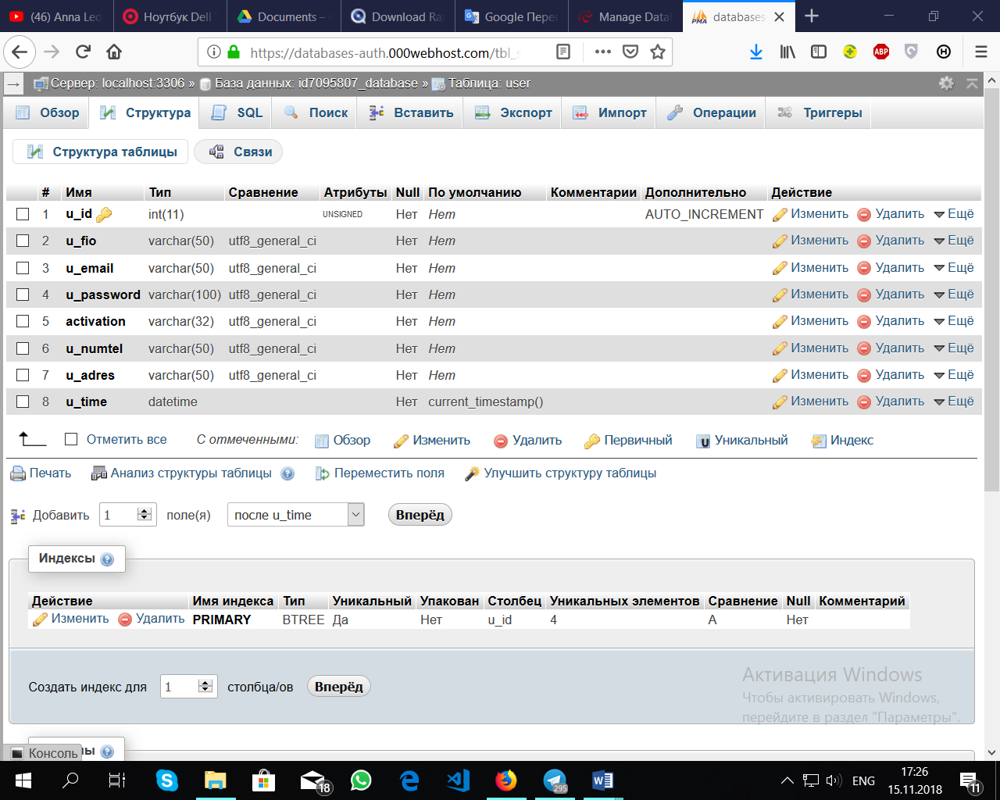 (46) Anna Leo
Ноутбук Dell
Documents –
Download Ra
Google Пере
Manage Datab
databases-
https://databases-auth.000webhost.com/tbl_s
Сервер: localhost:3306 » База данных: id7095807_database » Таблица: user
Обзор Структура SQL Поиск Вставить Экспорт Импорт Операции Триггеры
Структура таблицы Связи
# Имя Тип Сравнение Атрибуты Null По умолчанию Комментарии Дополнительно Действие
1 u_id int(11) UNSIGNED Нет Нет AUTO_INCREMENT Изменить Удалить Ещё
2 u_fio varchar(50) utf8_general_ci Нет Нет Изменить Удалить Ещё
3 u_email varchar(50) utf8_general_ci Нет Нет Изменить Удалить Ещё
4 u_password varchar(100) utf8_general_ci Нет Нет Изменить Удалить Ещё
5 activation varchar(32) utf8_general_ci Нет Нет Изменить Удалить Ещё
6 u_numtel varchar(50) utf8_general_ci Нет Нет Изменить Удалить Ещё
7 u_adres varchar(50) utf8_general_ci Нет Нет Изменить Удалить Ещё
8 u_time datetime Нет current_timestamp() Изменить Удалить Ещё
Отметить все С отмеченными: Обзор Изменить Удалить Первичный Уникальный Индекс
Печать Анализ структуры таблицы Переместить поля Улучшить структуру таблицы
Добавить 1 поле(я) после u_time Вперёд
Индексы
Действие Имя индекса Тип Уникальный Упакован Столбец Уникальных элементов Сравнение Null Комментарий
Изменить Удалить PRIMARY BTREE Да Нет u_id 4 A Нет
Создать индекс для 1 столбца/ов Вперёд
Активация Windows
Чтобы активировать Windows,
перейдите в раздел "Параметры".
Консоль
18
295
ENG
17:26
15.11.2018
11